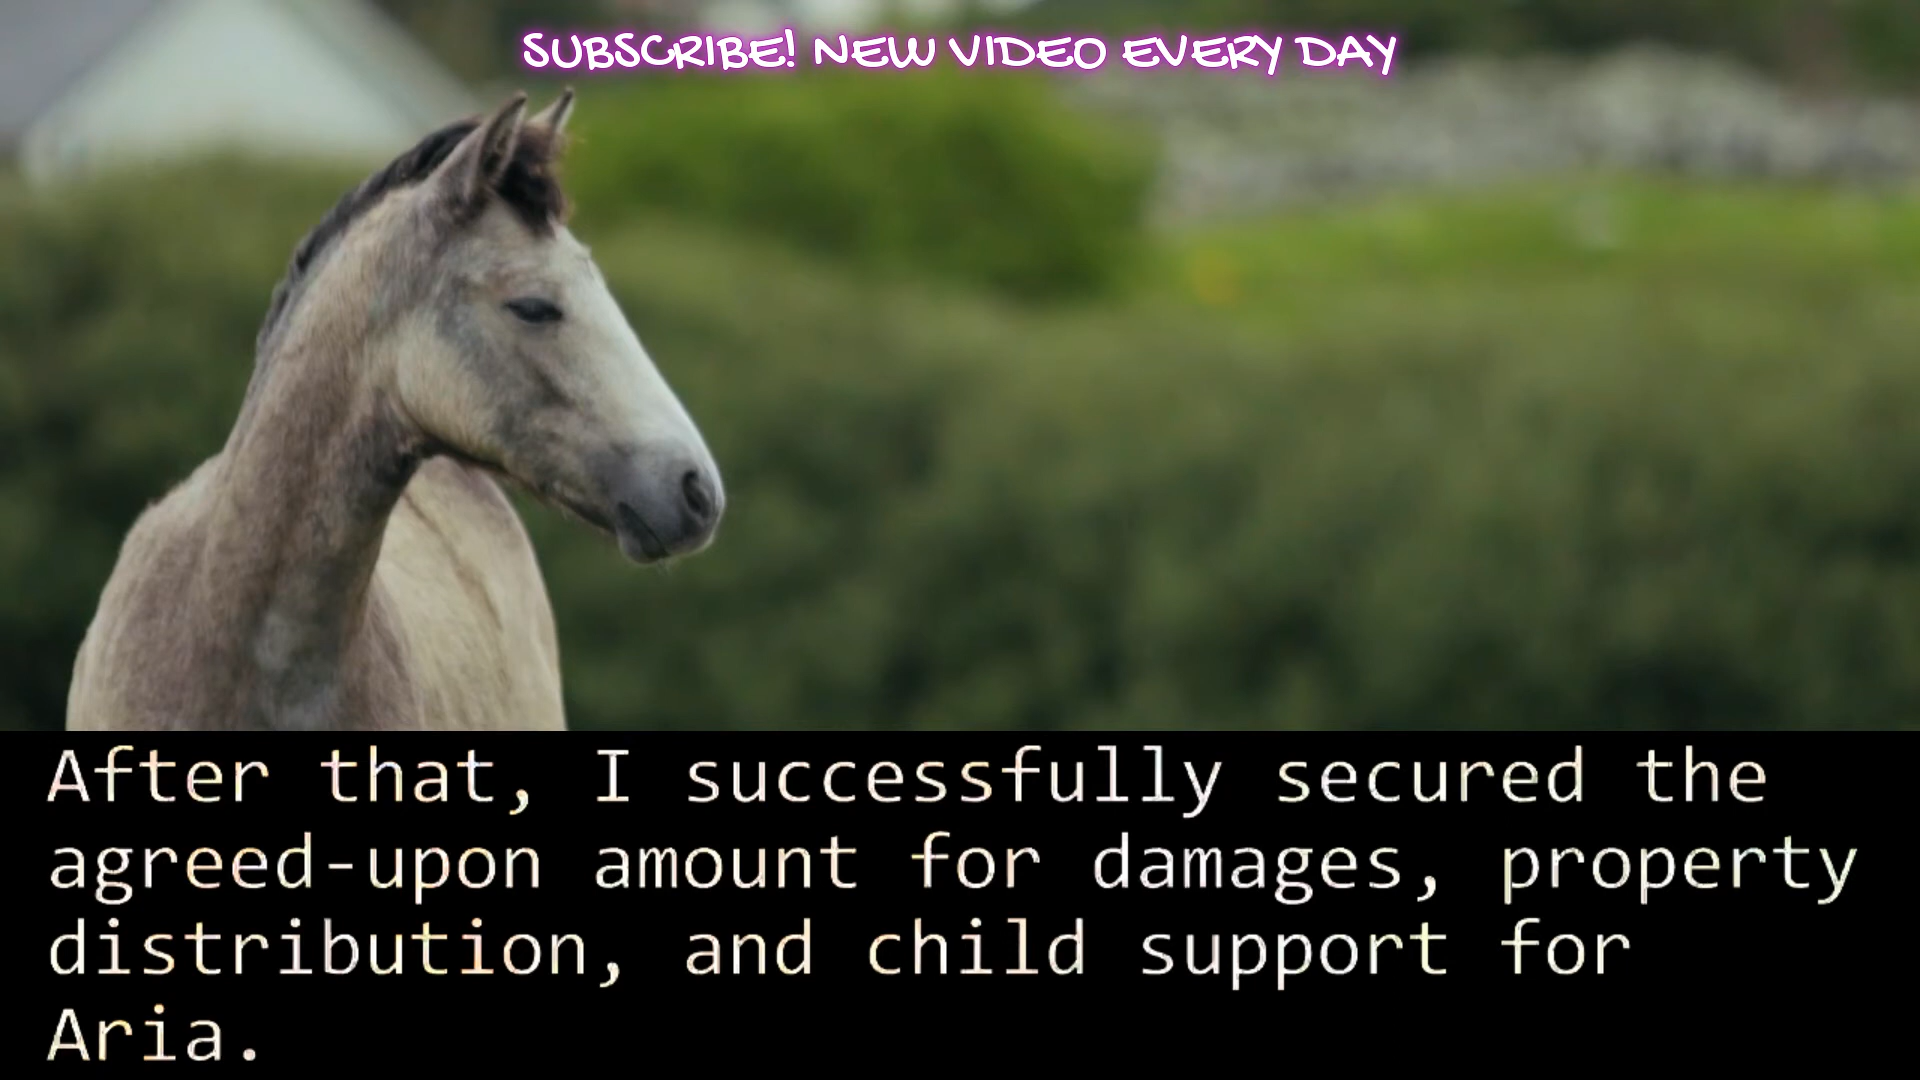 SUBSCRIBE! NEW VIDEO EVERY DAY
After that, I successfully secured the
agreed-upon amount for damages, property
distribution, and child support for
Aria.